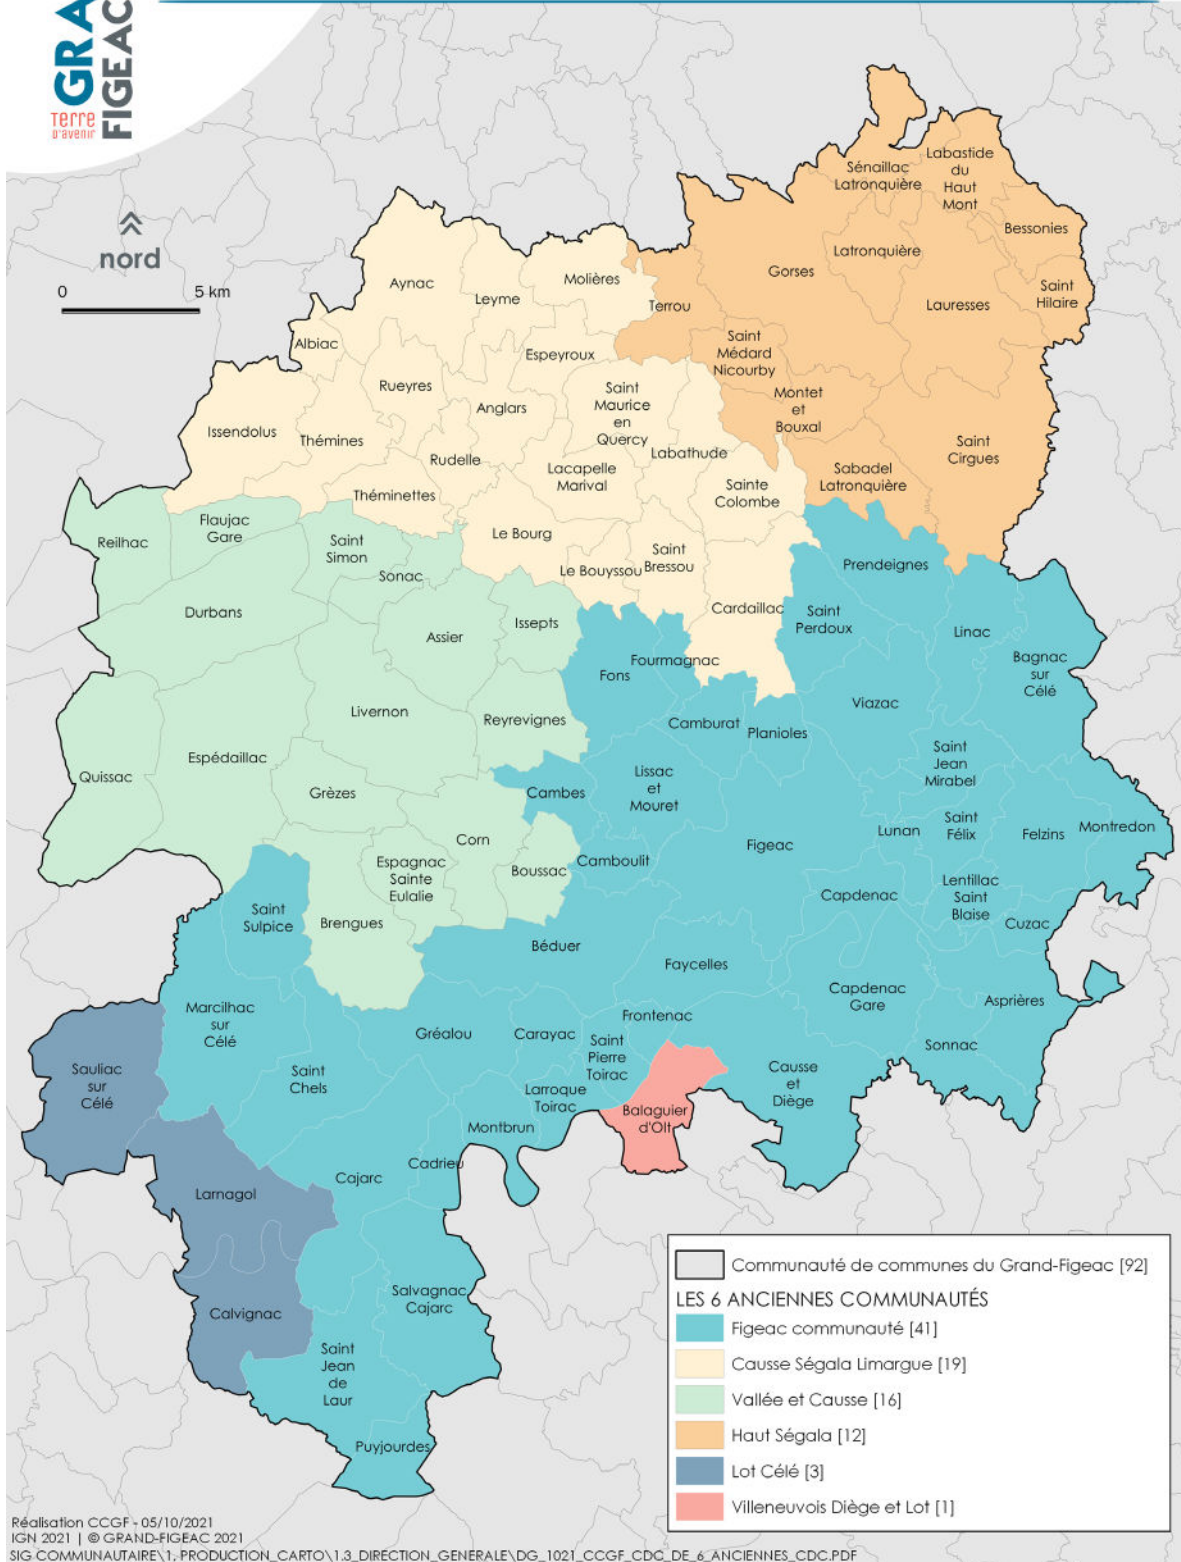 GRA
FIGEAC
Terre
D'avenir
nord
0 5 km
Sénaillac
Latronquière
Labastide
du
Haut
Mont
Bessonies
Latronquière
Gorses
Saint
Hilaire
Lauresses
Terrou
Saint
Médard
Nicourby
Montet
et
Bouxal
Saint
Cirgues
Sabadel
Latronquière
Aynac
Leyme
Molières
Albiac
Espeyroux
Rueyres
Anglars
Saint
Maurice
en
Quercy
Issendolus
Thémines
Rudelle
Labathude
Lacapelle
Marival
Sainte
Colombe
Théminettes
Le Bourg
Le Bouyssou
Saint
Bressou
Cardaillac
Reilhac
Flaujac
Gare
Saint
Simon
Sonac
Durbans
Assier
Issepts
Livernon
Reyrevignes
Espédaillac
Quissac
Grèzes
Corn
Espagnac
Sainte
Eulalie
Boussac
Brengues
Prendeignes
Saint
Perdoux
Linac
Bagnac
sur
Célé
Fourmagnac
Fons
Viazac
Camburat
Planioles
Saint
Jean
Mirabel
Cambes
Lissac
et
Mouret
Lunan
Saint
Félix
Felzins
Montredon
Figeac
Camboulit
Capdenac
Lentillac
Saint
Blaise
Cuzac
Saint
Sulpice
Béduer
Faycelles
Capdenac
Gare
Asprières
Marcilhac
sur
Célé
Gréalou
Carayac
Frontenac
Saint
Pierre
Toirac
Sonnac
Saint
Chels
Larroque
Toirac
Causse
et
Diège
Sauliac
sur
Célé
Balaguier
d'Olt
Montbrun
Cadrieu
Cajarc
Larnagol
Calvignac
Salvagnac
Cajarc
Saint
Jean
de
Laur
Puyjourdes
Communauté de communes du Grand-Figeac [92]
LES 6 ANCIENNES COMMUNAUTÉS
Figeac communauté [41]
Causse Ségala Limargue [19]
Vallée et Causse [16]
Haut Ségala [12]
Lot Célé [3]
Villeneuvois Diège et Lot [1]
Réalisation CCGF - 05/10/2021
IGN 2021 | © GRAND-FIGEAC 2021
SIG COMMUNAUTAIRE\1. PRODUCTION_CARTO\1.3_DIRECTION_GENERALE\DG_1021_CCGF_CDC_DE_6_ANCIENNES_CDC.PDF